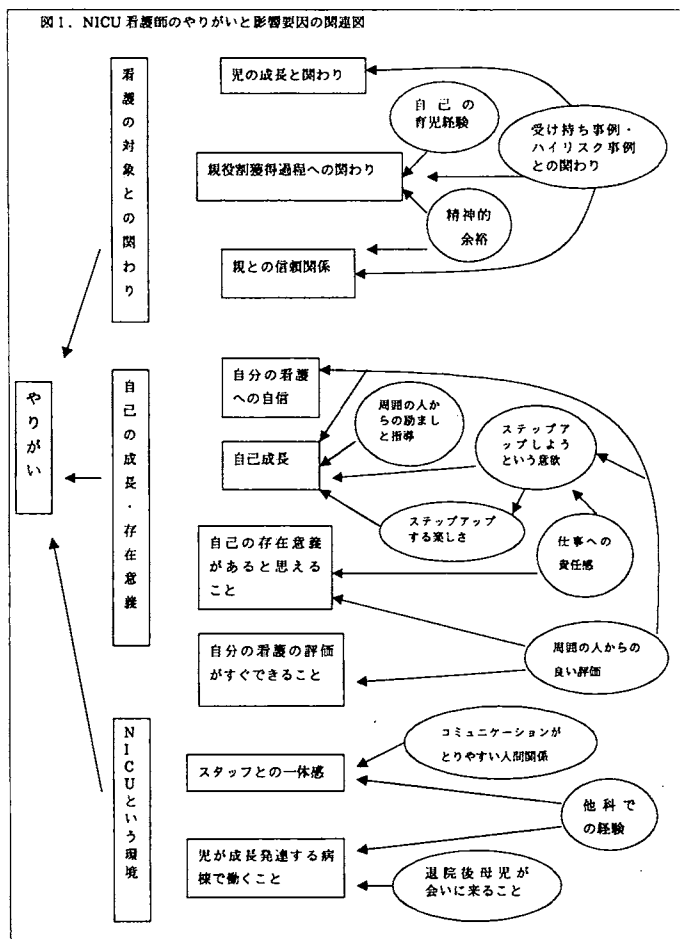 図1．NICU看護師のやりがいと影響要因の関連図
看護の対象との関わり
児の成長と関わり
自己の
育児経験
受け持ち事例・
ハイリスク事例
との関わり
親役割獲得過程への関わり
精神的
余裕
親との信頼関係
やりがい
自己の成長・存在意義
自分の看護
への自信
周囲の人か
らの励まし
と指導
ステップア
ップしよう
という意欲
自己成長
ステップアップ
する楽しさ
仕事への
責任感
自己の存在意義
があると思える
こと
自分の看護の評価
がすぐできること
周囲の人からの
良い評価
NICUという環境
コミュニケーションが
とりやすい人間関係
スタッフとの一体感
他科で
の経験
児が成長発達する病
棟で働くこと
退院後母児が
会いに来ること